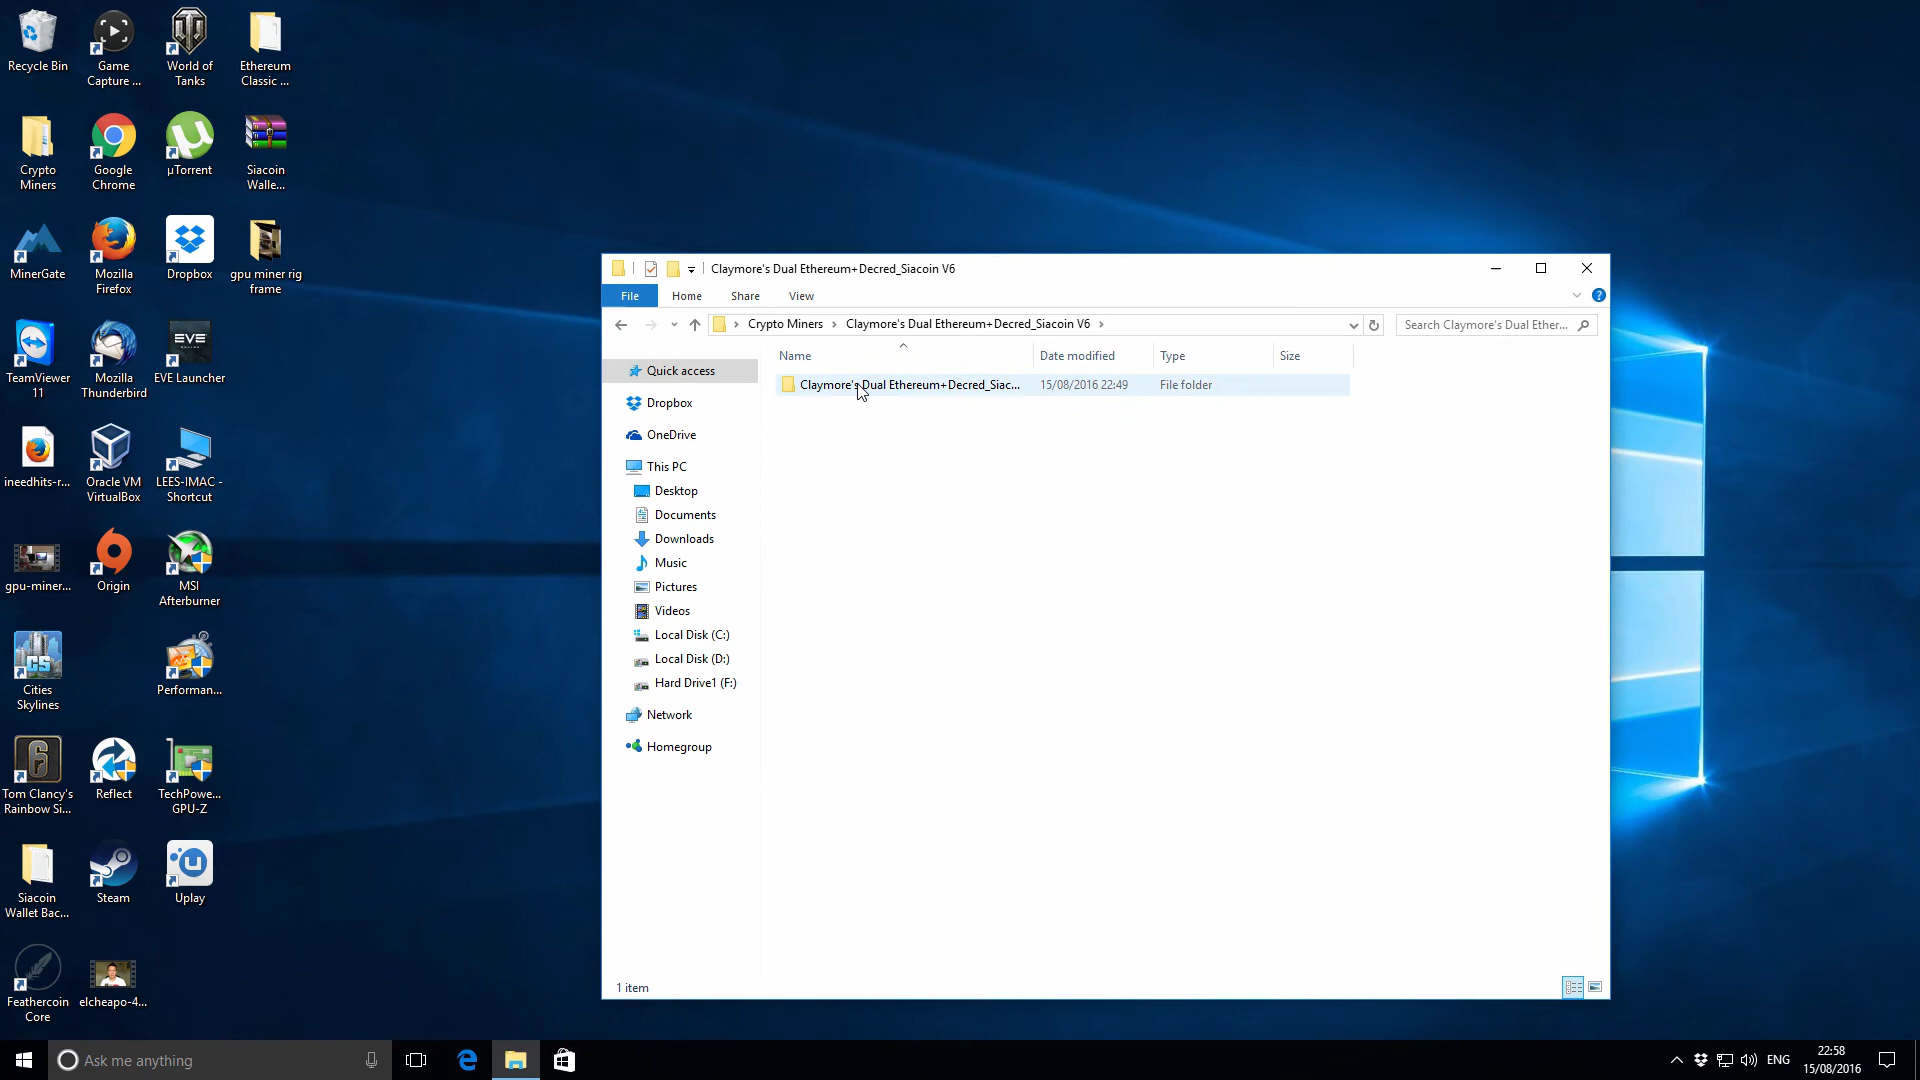 Recycle Bin
Game
Capture ...
World of
Tanks
Ethereum
Classic ...
Crypto
Miners
Google
Chrome
µTorrent
Siacoin
Walle...
MinerGate
Mozilla
Firefox
Dropbox
gpu miner rig
frame
TeamViewer
11
Mozilla
Thunderbird
EVE
EVE Launcher
ineedhits-r...
Oracle VM
VirtualBox
LEES-IMAC -
Shortcut
gpu-miner...
Origin
MSI
Afterburner
CS
Cities
Skylines
Performan...
6
Tom Clancy's
Rainbow Si...
Reflect
TechPowe...
GPU-Z
Siacoin
Wallet Bac...
Steam
Uplay
Feathercoin
Core
elcheapo-4...
Claymore's Dual Ethereum+Decred_Siacoin V6
File
Home
Share
View
Crypto Miners
Claymore's Dual Ethereum+Decred_Siacoin V6
Search Claymore's Dual Ether...
Name
Date modified
Type
Size
Claymore's Dual Ethereum+Decred_Siac...
15/08/2016 22:49
File folder
Quick access
Dropbox
OneDrive
This PC
Desktop
Documents
Downloads
Music
Pictures
Videos
Local Disk (C:)
Local Disk (D:)
Hard Drive1 (F:)
Network
Homegroup
1 item
Ask me anything
ENG
22:58
15/08/2016